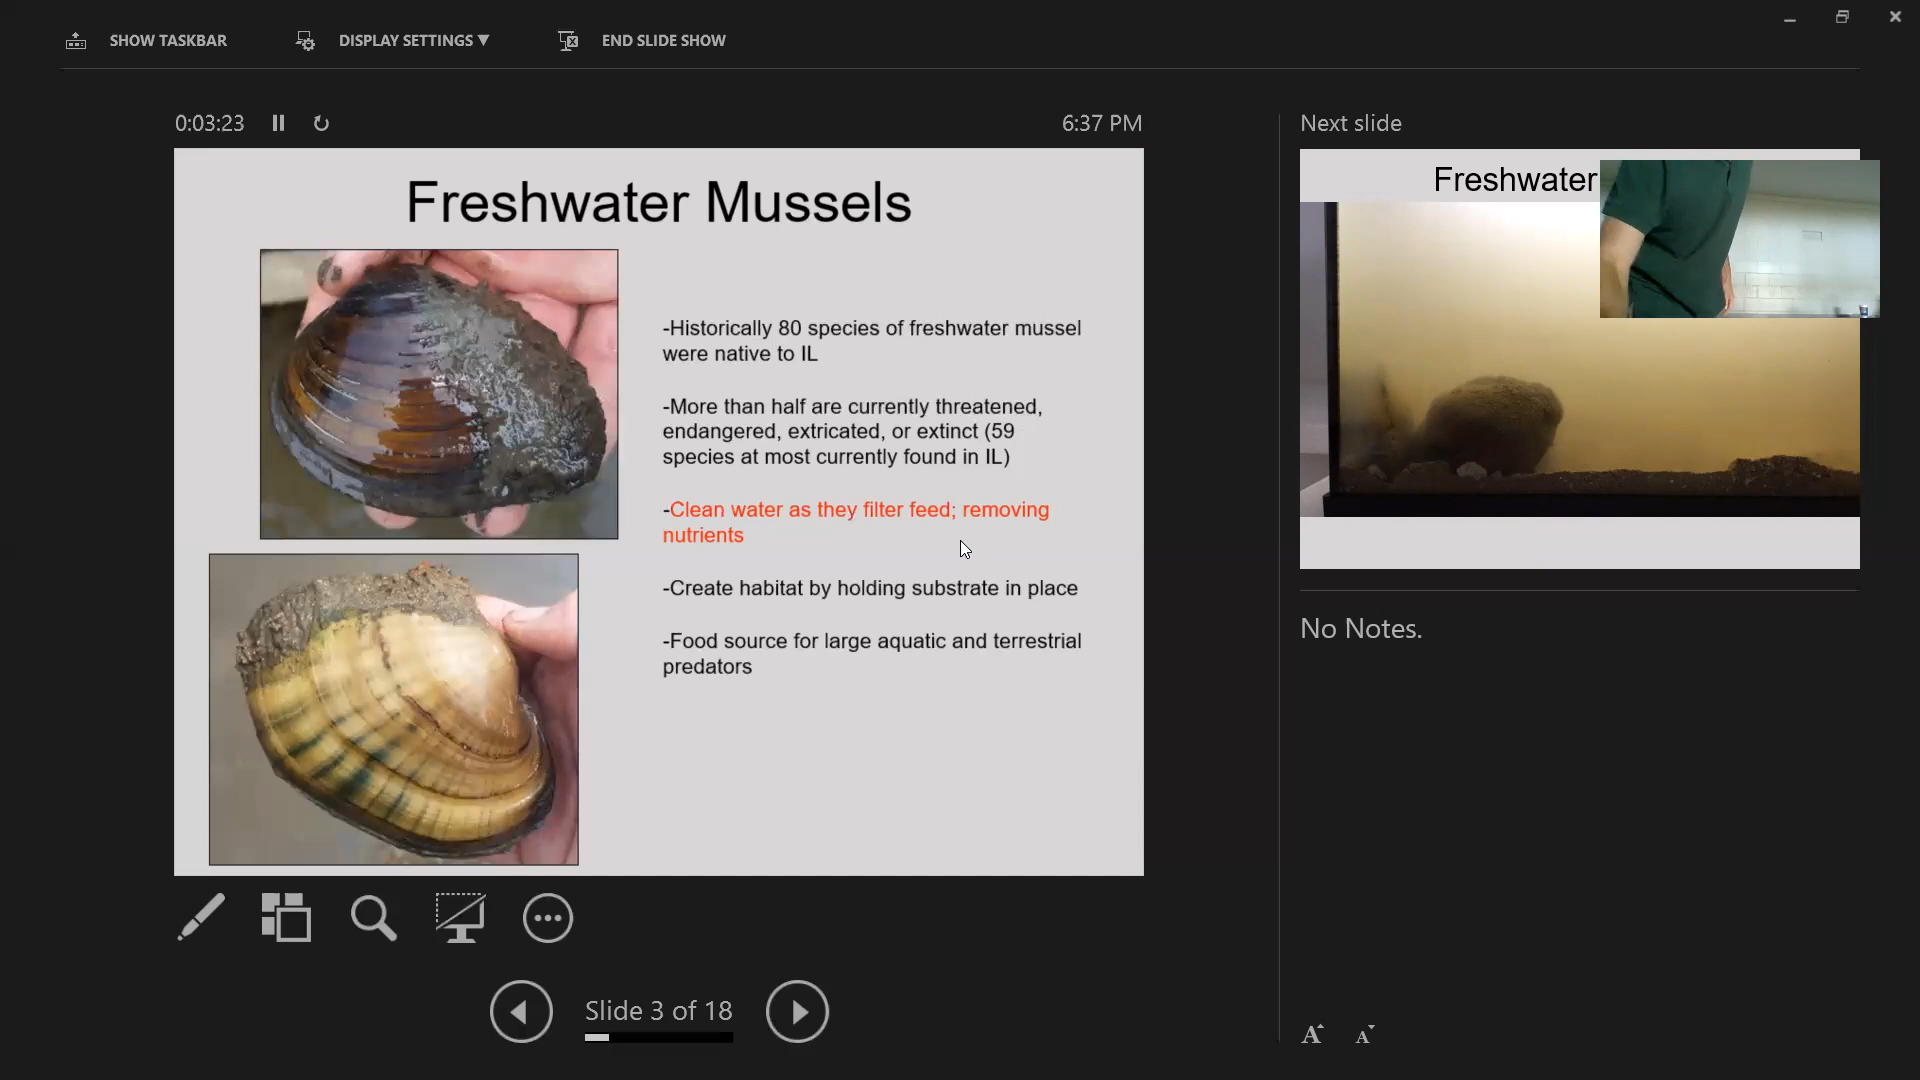 SHOW TASKBAR
DISPLAY SETTINGS ▼
END SLIDE SHOW
0:03:23
6:37 PM
Freshwater Mussels
-Historically 80 species of freshwater mussel
were native to IL
-More than half are currently threatened,
endangered, extricated, or extinct (59
species at most currently found in IL)
-Clean water as they filter feed; removing
nutrients
-Create habitat by holding substrate in place
-Food source for large aquatic and terrestrial
predators
Slide 3 of 18
Next slide
Freshwater
No Notes.
A A